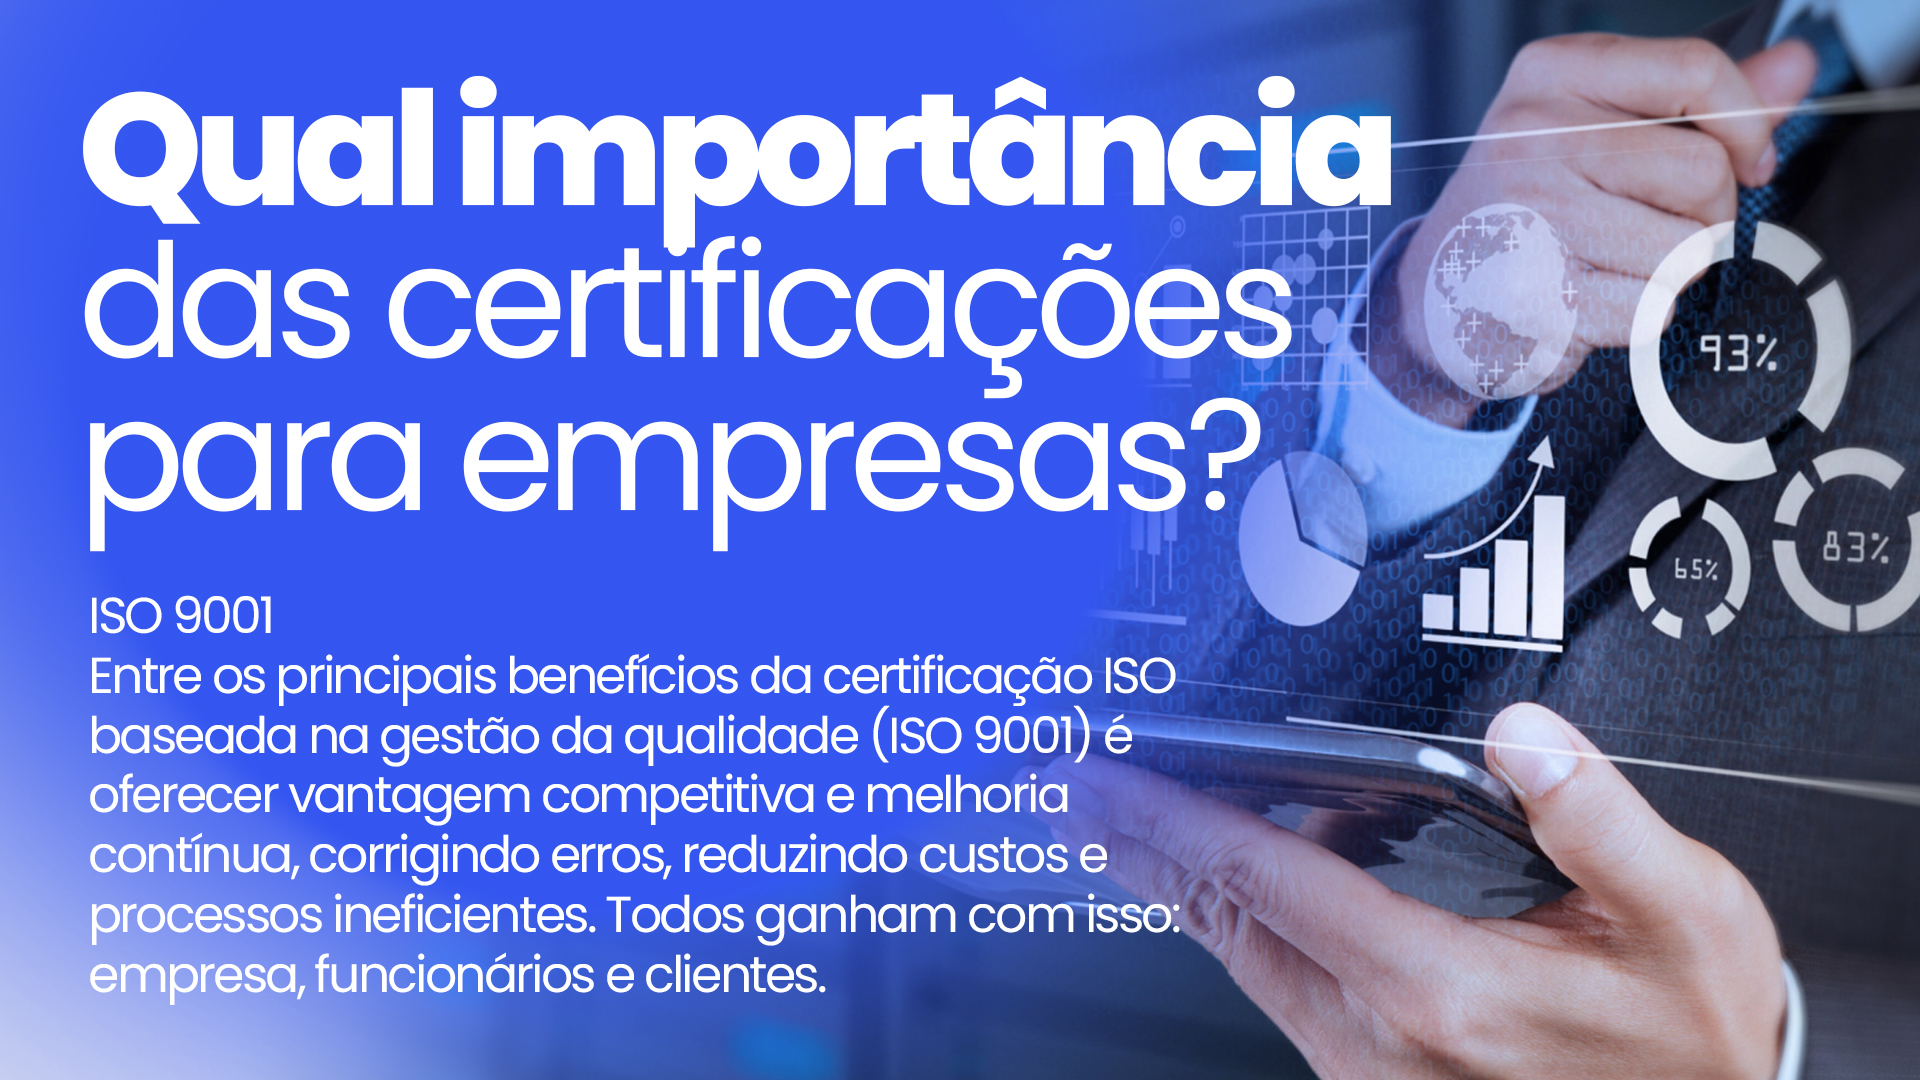 Qual importância
das certificações
para empresas?
ISO 9001
Entre os principais benefícios da certificação ISO
baseada na gestão da qualidade (ISO 9001) é
oferecer vantagem competitiva e melhoria
contínua, corrigindo erros, reduzindo custos e
processos ineficientes. Todos ganham com isso:
empresa, funcionários e clientes.
93%
65%
83%